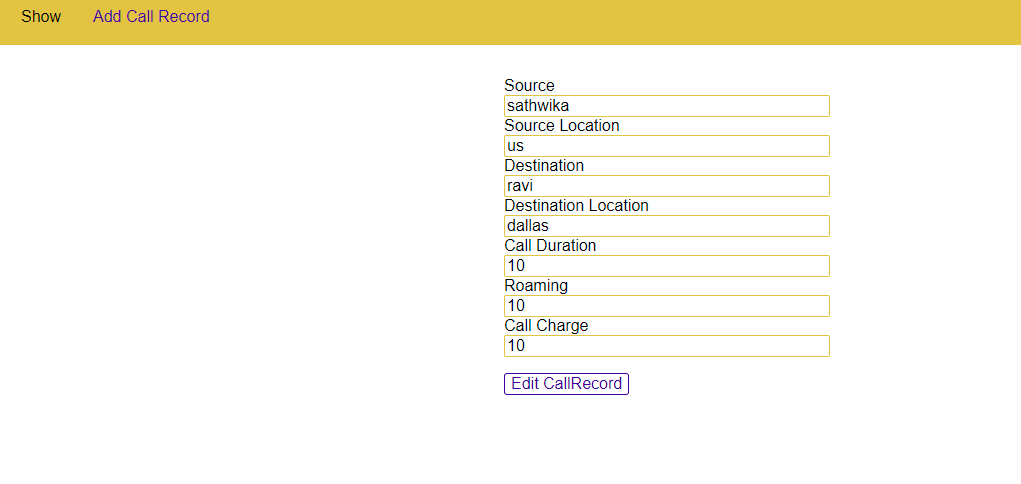 Show Add Call Record
Source
sathwika
Source Location
us
Destination
ravi
Destination Location
dallas
Call Duration
10
Roaming
10
Call Charge
10
Edit CallRecord